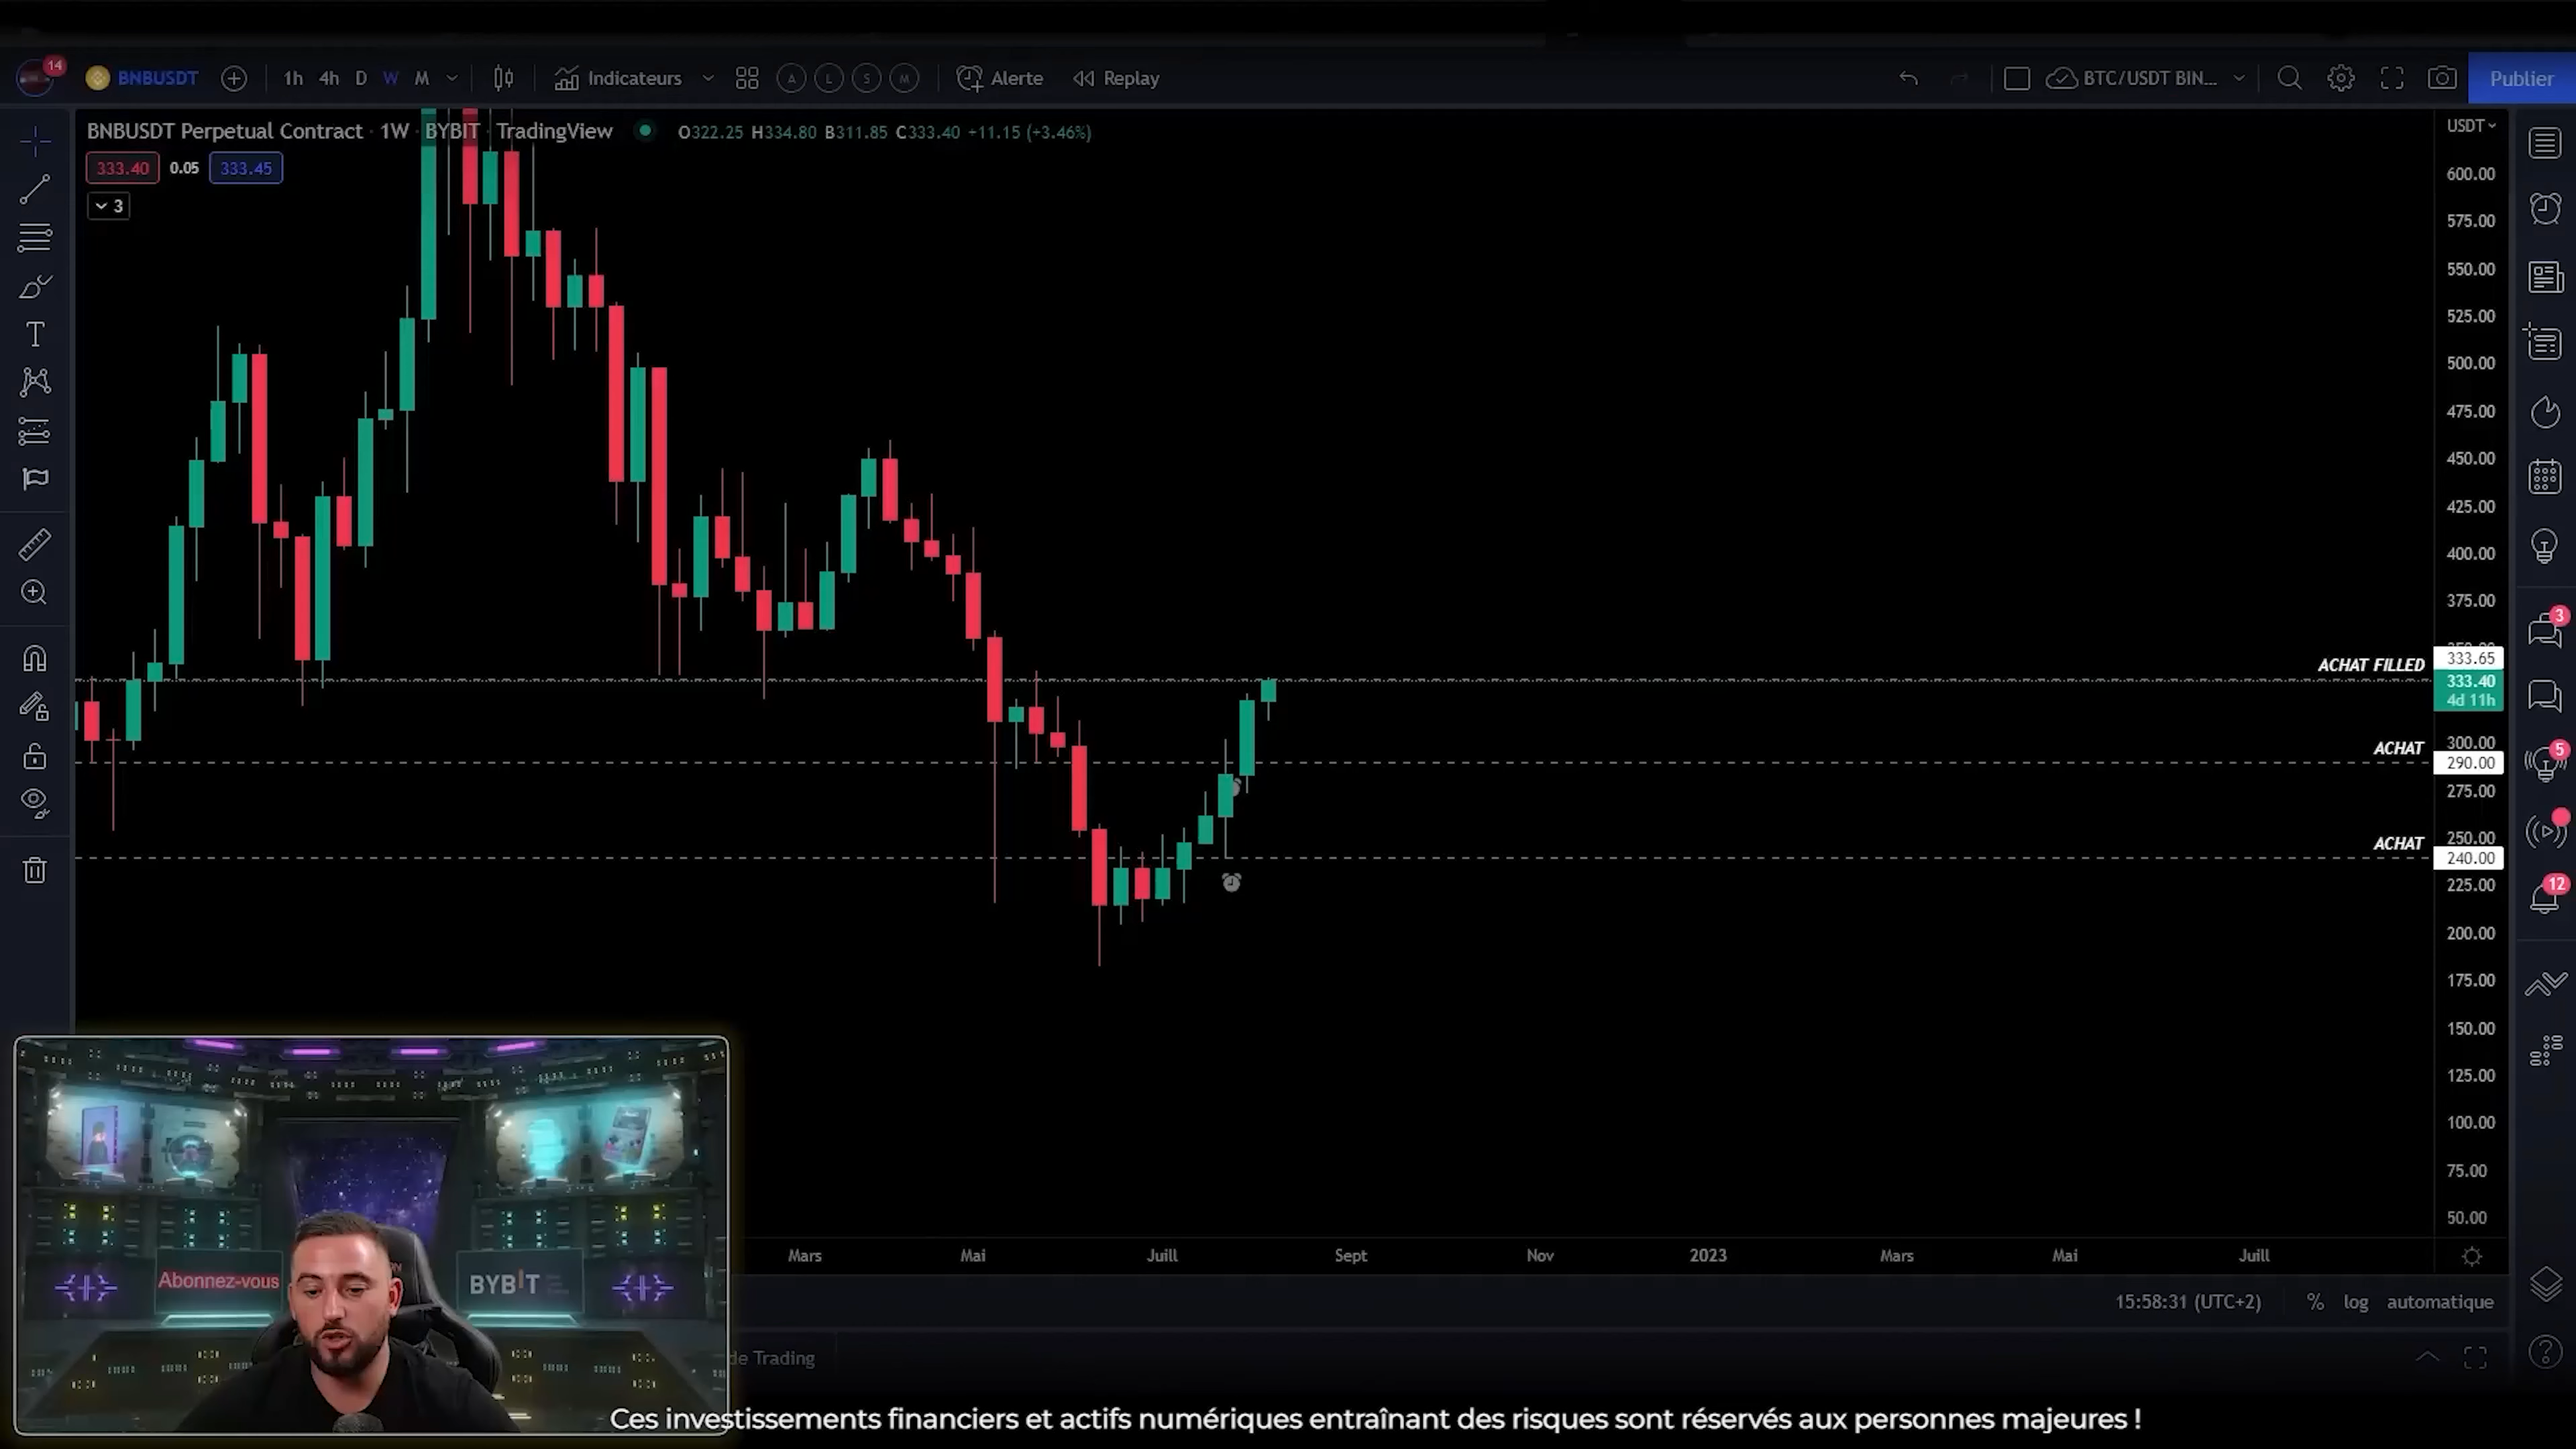 14
BNBUSDT
1h 4h D W M
Indicateurs
A L S M
Alerte
Replay
BTC/USDT BIN...
Publier
BNBUSDT Perpetual Contract · 1W · BYBIT · TradingView
O322.25 H334.80 B311.85 C333.40 +11.15 (+3.46%)
333.40 0.05 333.45
3
USDT
600.00
575.00
550.00
525.00
500.00
475.00
450.00
425.00
400.00
375.00
ACHAT FILLED 333.65
333.40
4d 11h
300.00
ACHAT 290.00
275.00
250.00
ACHAT 240.00
225.00
200.00
175.00
150.00
125.00
100.00
75.00
50.00
3
5
12
Mars Mai Juill Sept Nov 2023 Mars Mai Juill
15:58:31 (UTC+2) % log automatique
de Trading
Abonnez-vous
BYBIT
Ces investissements financiers et actifs numériques entraînant des risques sont réservés aux personnes majeures !